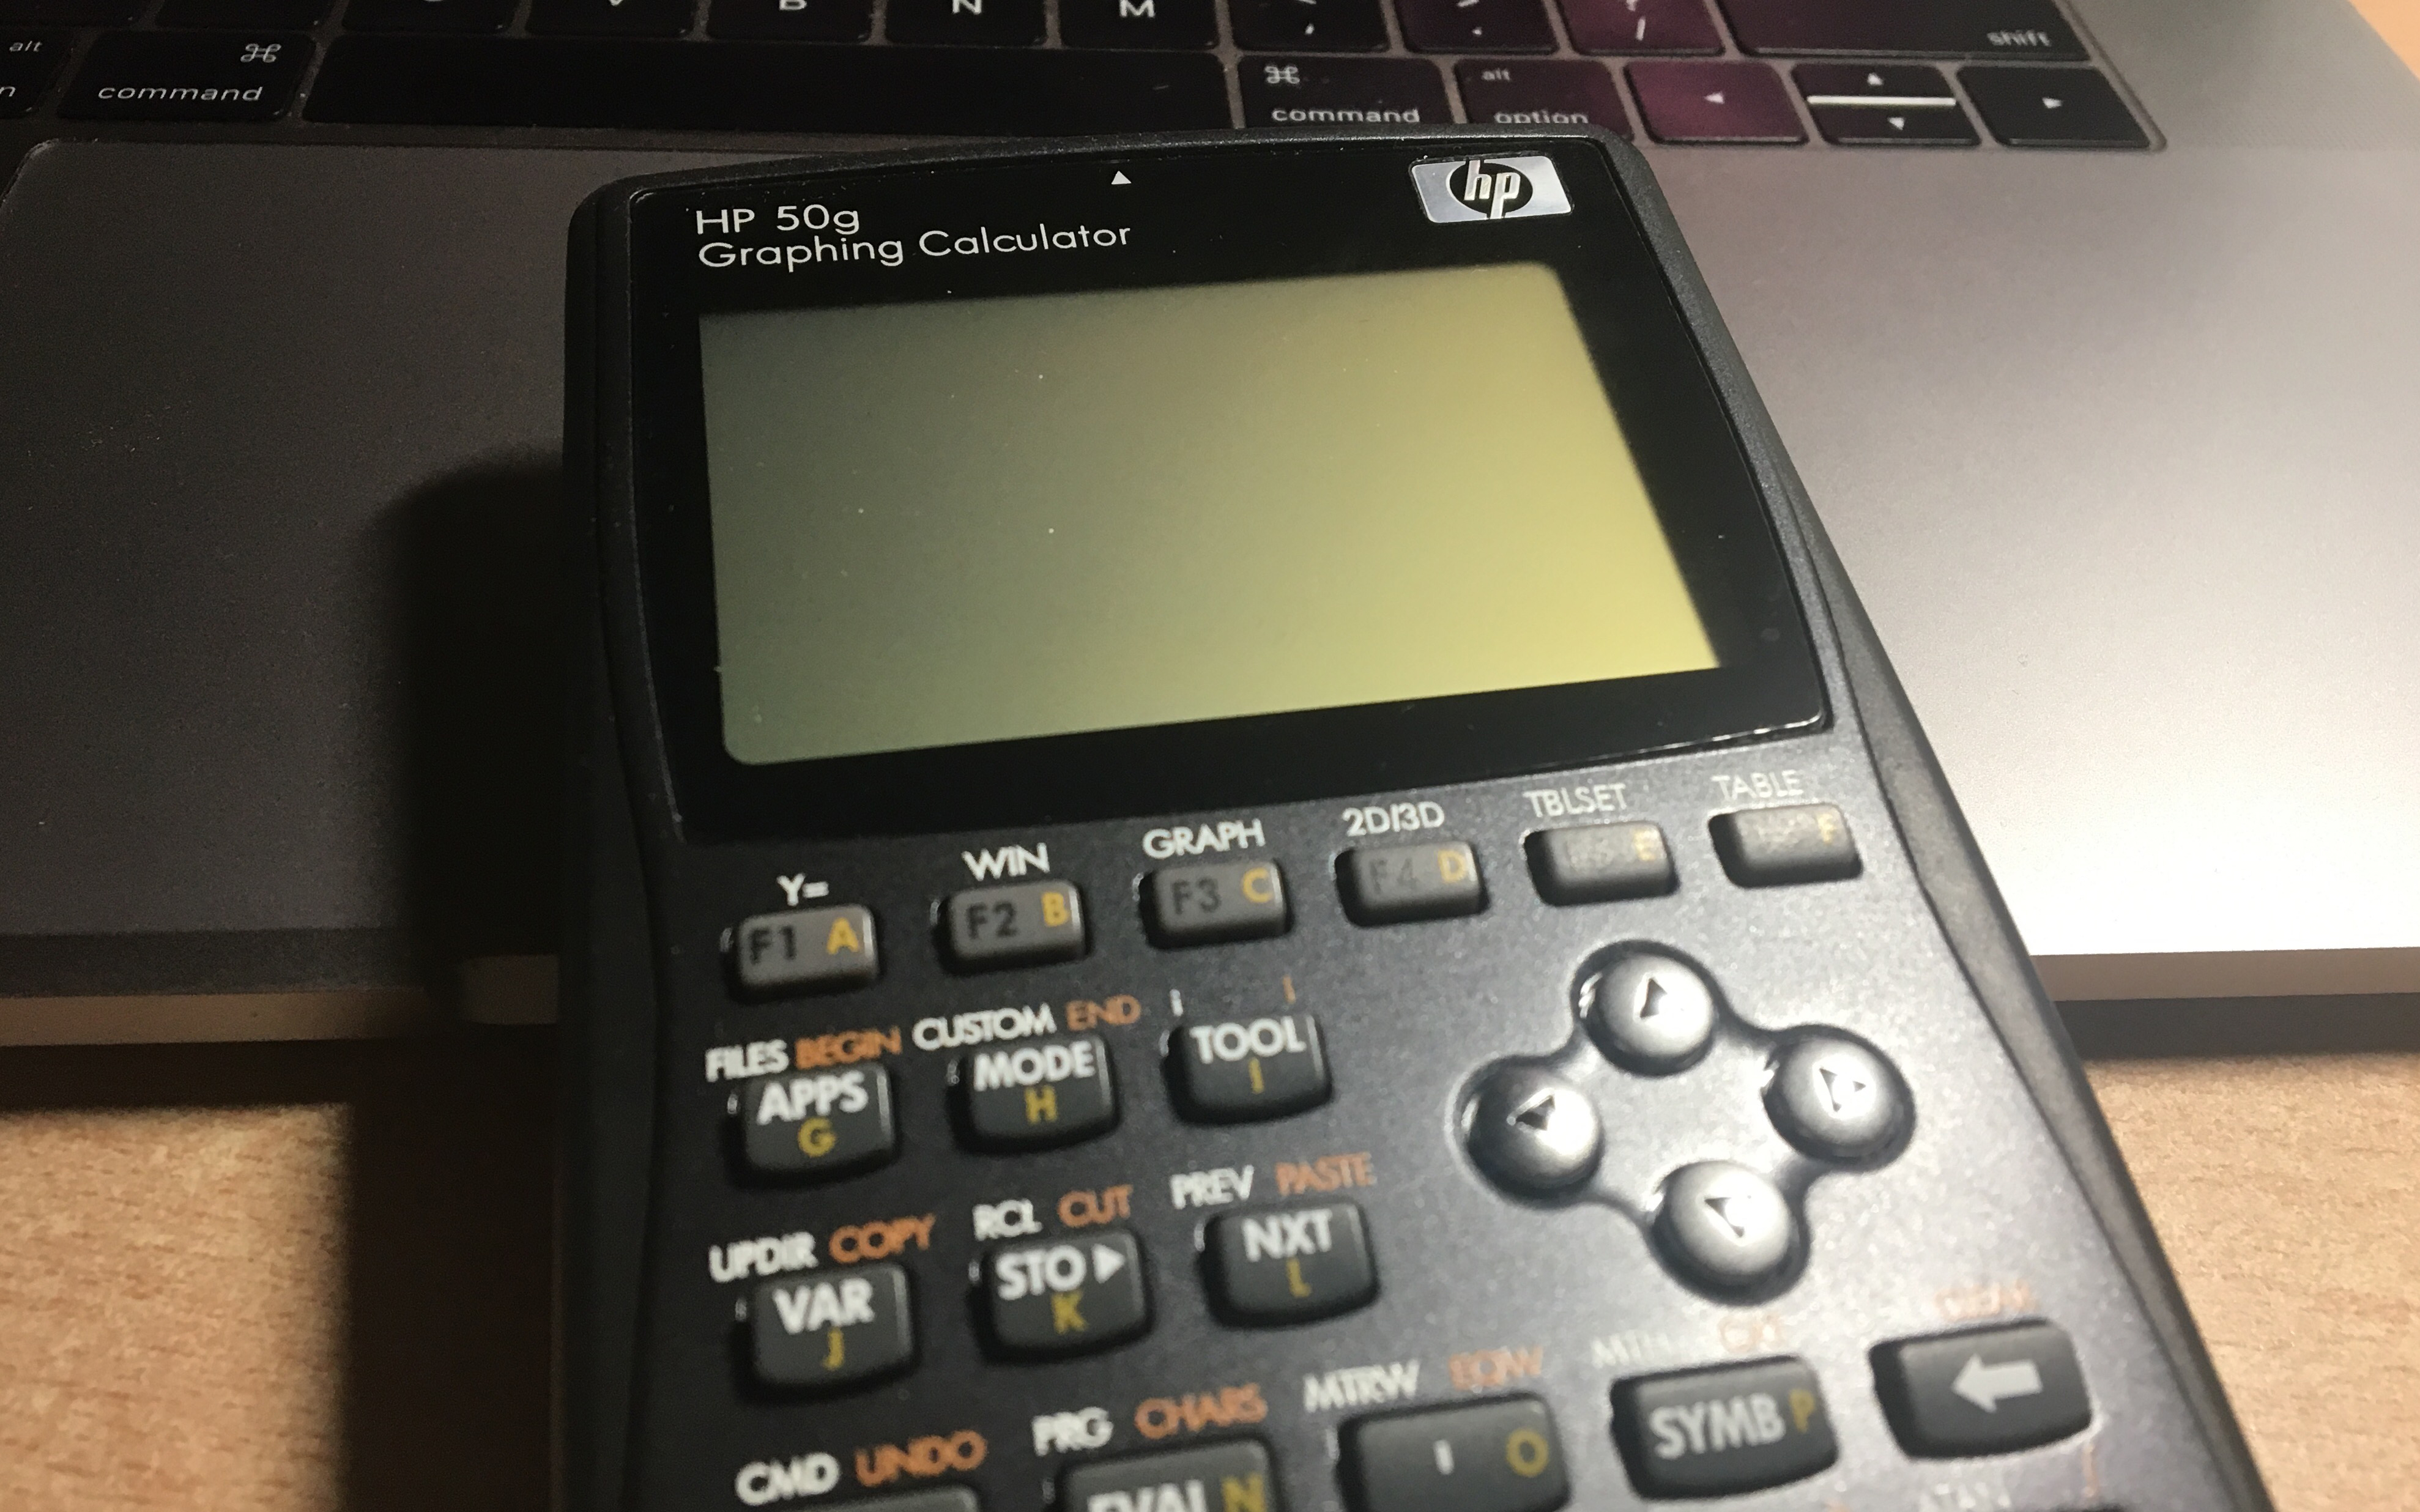 B N M
alt
shift
command
command
alt
option
hp
HP 50g
Graphing Calculator
Y= WIN GRAPH 2D/3D TBLSET TABLE
F1 A F2 B F3 C F4 D E F
FILES BEGIN CUSTOM END
APPS MODE TOOL
G H I
UPDIR COPY RCL CUT PREV PASTE
VAR STO▶ NXT
J K L
CMD UNDO PRG CHARS MTRW EQW
EVAL N ' O SYMB P